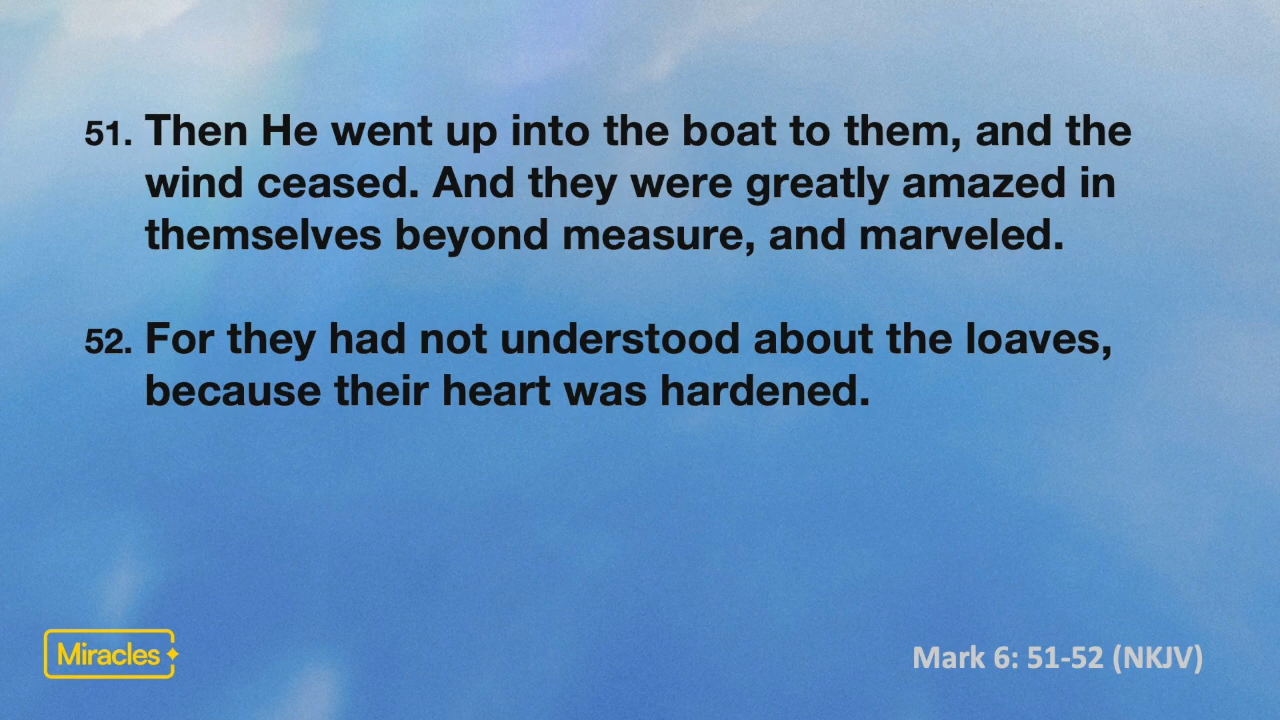 51. Then He went up into the boat to them, and the
wind ceased. And they were greatly amazed in
themselves beyond measure, and marveled.
52. For they had not understood about the loaves,
because their heart was hardened.
Miracles
Mark 6: 51-52 (NKJV)